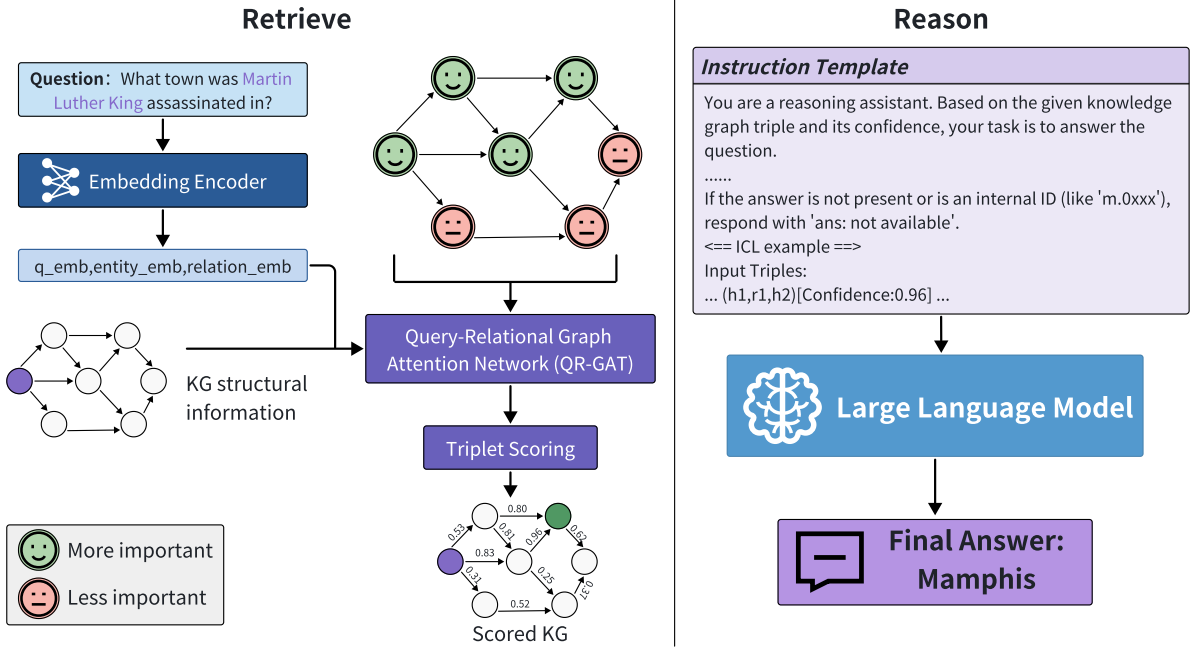 Retrieve
Question： What town was Martin
Luther King assassinated in?
Embedding Encoder
q_emb,entity_emb,relation_emb
KG structural
information
Query-Relational Graph
Attention Network (QR-GAT)
Triplet Scoring
0.80
0.53
0.81
0.96
0.62
0.83
0.31
0.25
0.37
0.52
Scored KG
More important
Less important
Reason
Instruction Template
You are a reasoning assistant. Based on the given knowledge
graph triple and its confidence, your task is to answer the
question.
......
If the answer is not present or is an internal ID (like 'm.0xxx'),
respond with 'ans: not available'.
<== ICL example ==>
Input Triples:
... (h1,r1,h2)[Confidence:0.96] ...
Large Language Model
Final Answer:
Mamphis